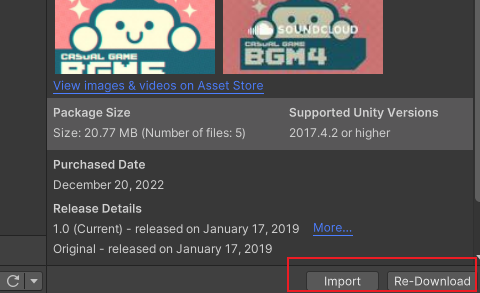 SOUNDCLOUD
CASUAL GAME
BGM5
CASUAL GAME
BGM4
View images & videos on Asset Store
Package Size
Supported Unity Versions
Size: 20.77 MB (Number of files: 5)
2017.4.2 or higher
Purchased Date
December 20, 2022
Release Details
1.0 (Current) - released on January 17, 2019 More...
Original - released on January 17, 2019
Import
Re-Download